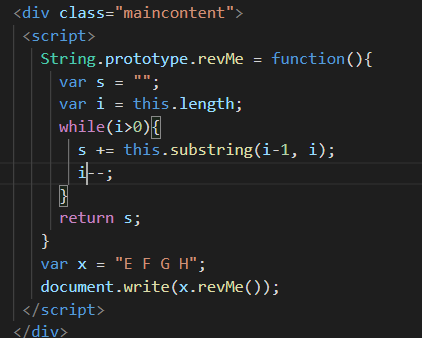 <div class="maincontent">
<script>
String.prototype.revMe = function(){
var s = "";
var i = this.length;
while(i>0){
s += this.substring(i-1, i);
i--;
}
return s;
}
var x = "E F G H";
document.write(x.revMe());
</script>
</div>